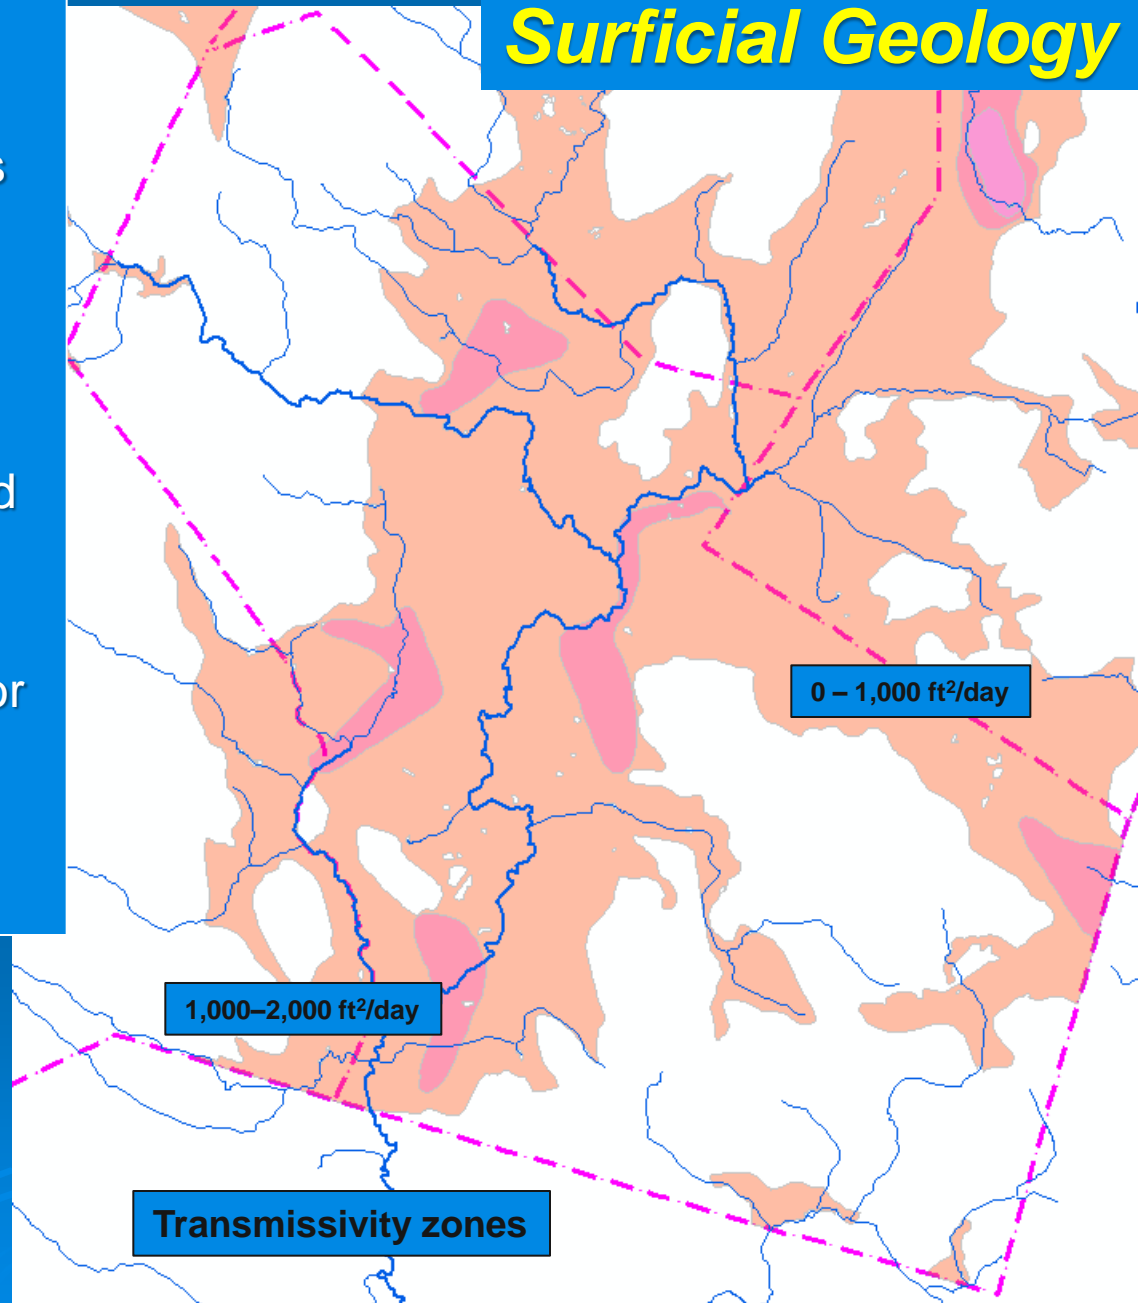 Surficial Geology
0 – 1,000 ft²/day
1,000–2,000 ft²/day
Transmissivity zones